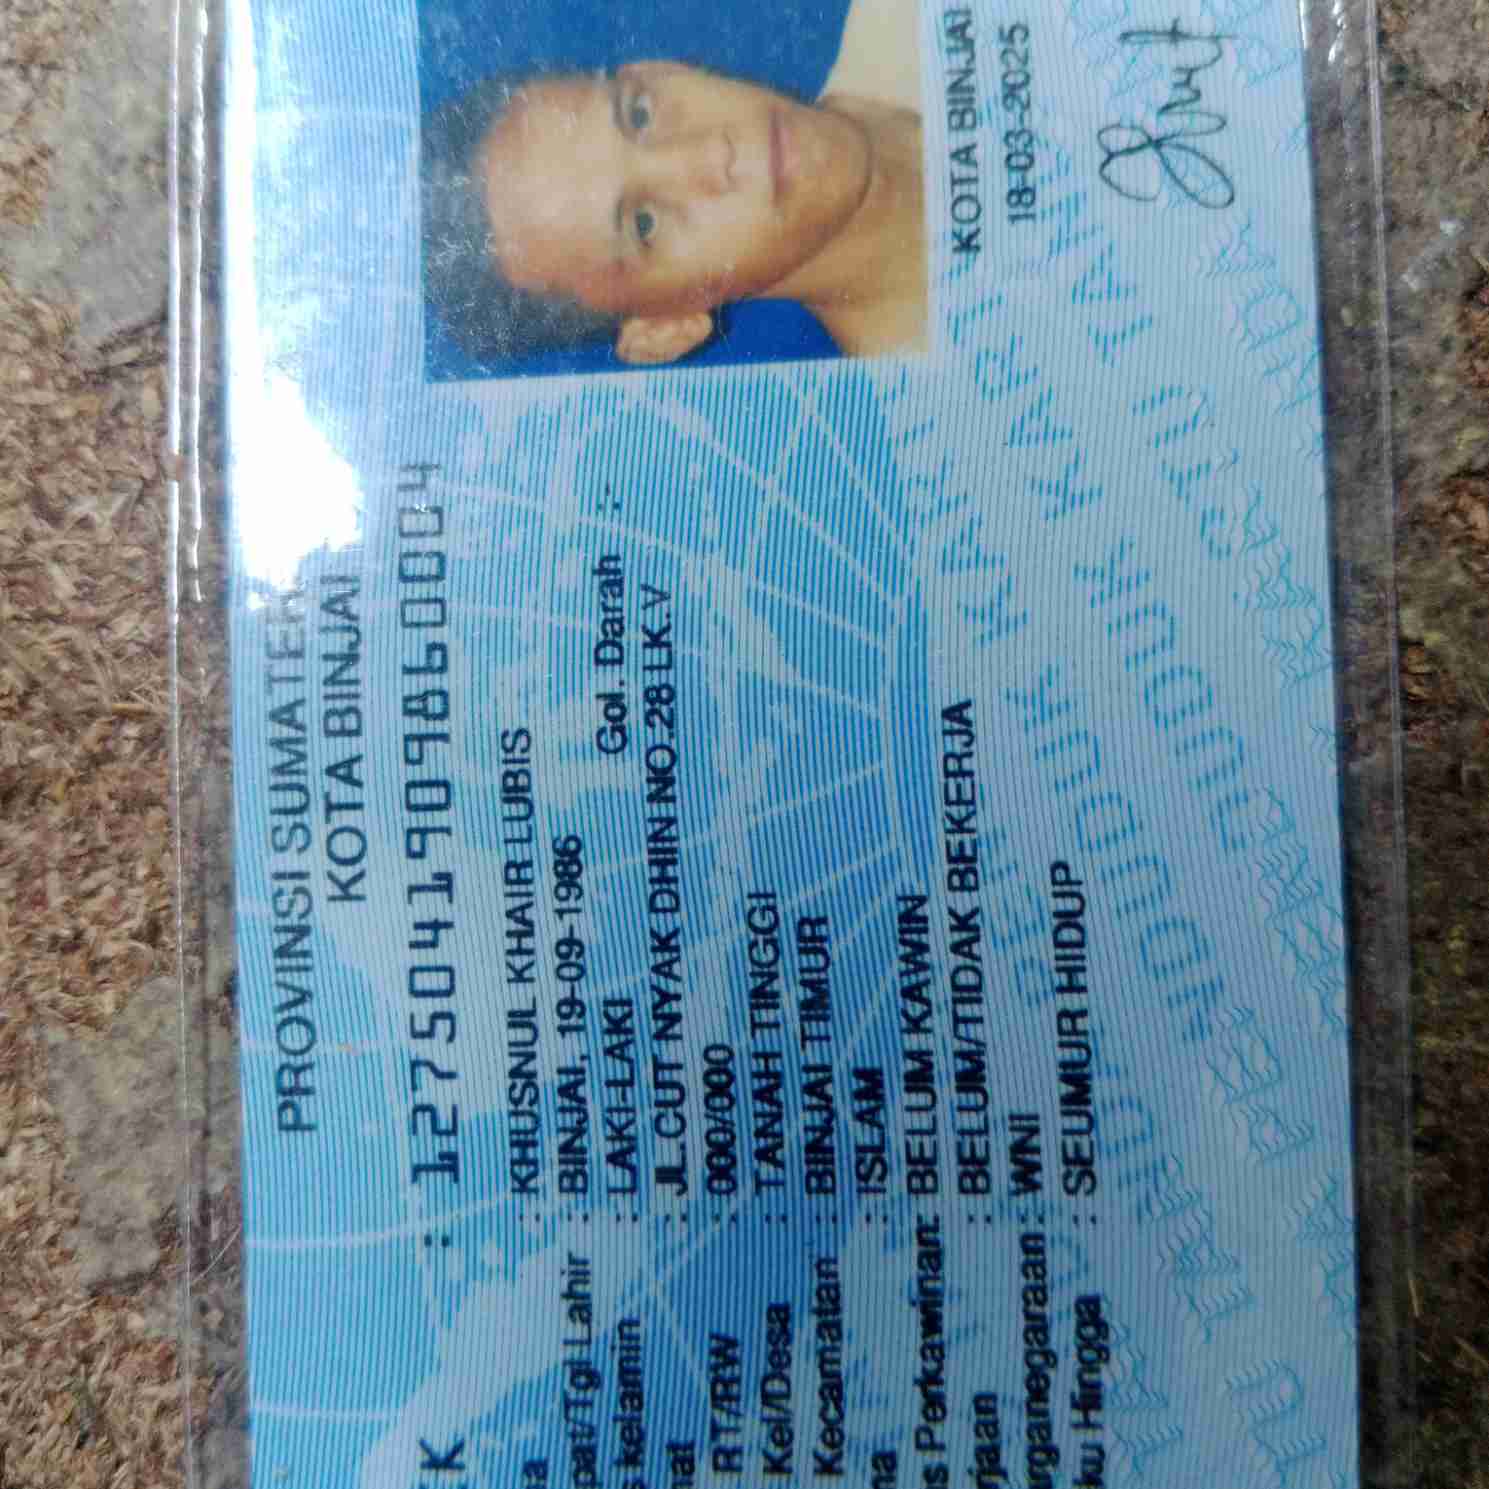 PROVINSI SUMATER
KOTA BINJAI
IK : 1275041909860004
na : KHUSNUL KHAIR LUBIS
pat/Tgl Lahir : BINJAI, 19-09-1986
s kelamin : LAKI-LAKI Gol. Darah : -
mat : JL.CUT NYAK DHIN NO.28 LK.V
RT/RW : 000/000
Kel/Desa : TANAH TINGGI
Kecamatan : BINJAI TIMUR
ma : ISLAM
us Perkawinan: BELUM KAWIN
rjaan : BELUM/TIDAK BEKERJA
arganegaraan : WNI
ku Hingga : SEUMUR HIDUP
KOTA BINJAI
18-03-2025